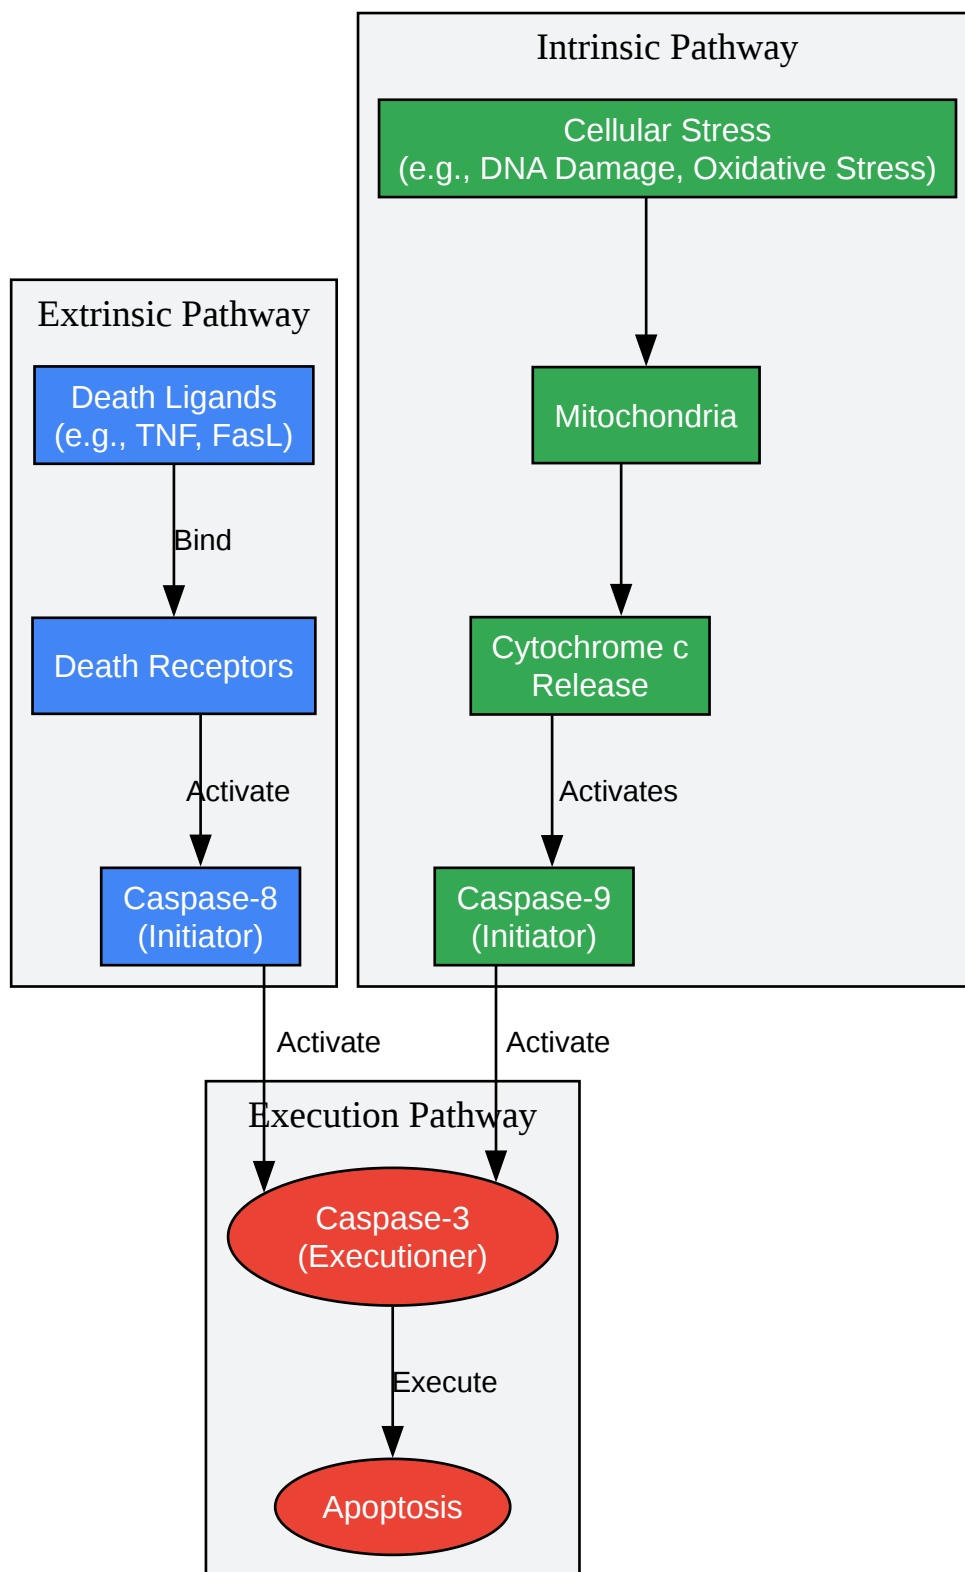 Intrinsic Pathway
Cellular Stress
(e.g., DNA Damage, Oxidative Stress)
Mitochondria
Cytochrome c
Release
Activates
Caspase-9
(Initiator)
Activate
Extrinsic Pathway
Death Ligands
(e.g., TNF, FasL)
Bind
Death Receptors
Activate
Caspase-8
(Initiator)
Activate
Execution Pathway
Caspase-3
(Executioner)
Execute
Apoptosis